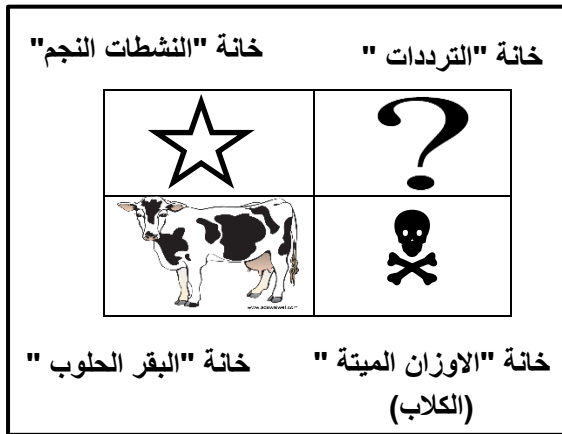 خانة "الترددات "
خانة "النشطات النجم"
خانة "الاوزان الميتة "
(الكلاب)
خانة "البقر الحلوب "